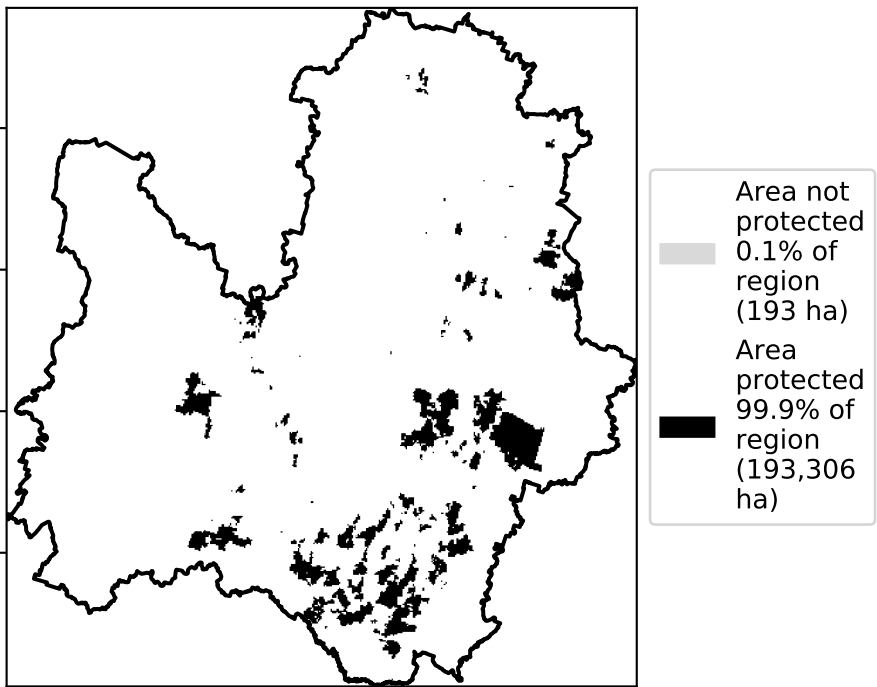 Area not
protected
0.1% of
region
(193 ha)
Area
protected
99.9% of
region
(193,306
ha)